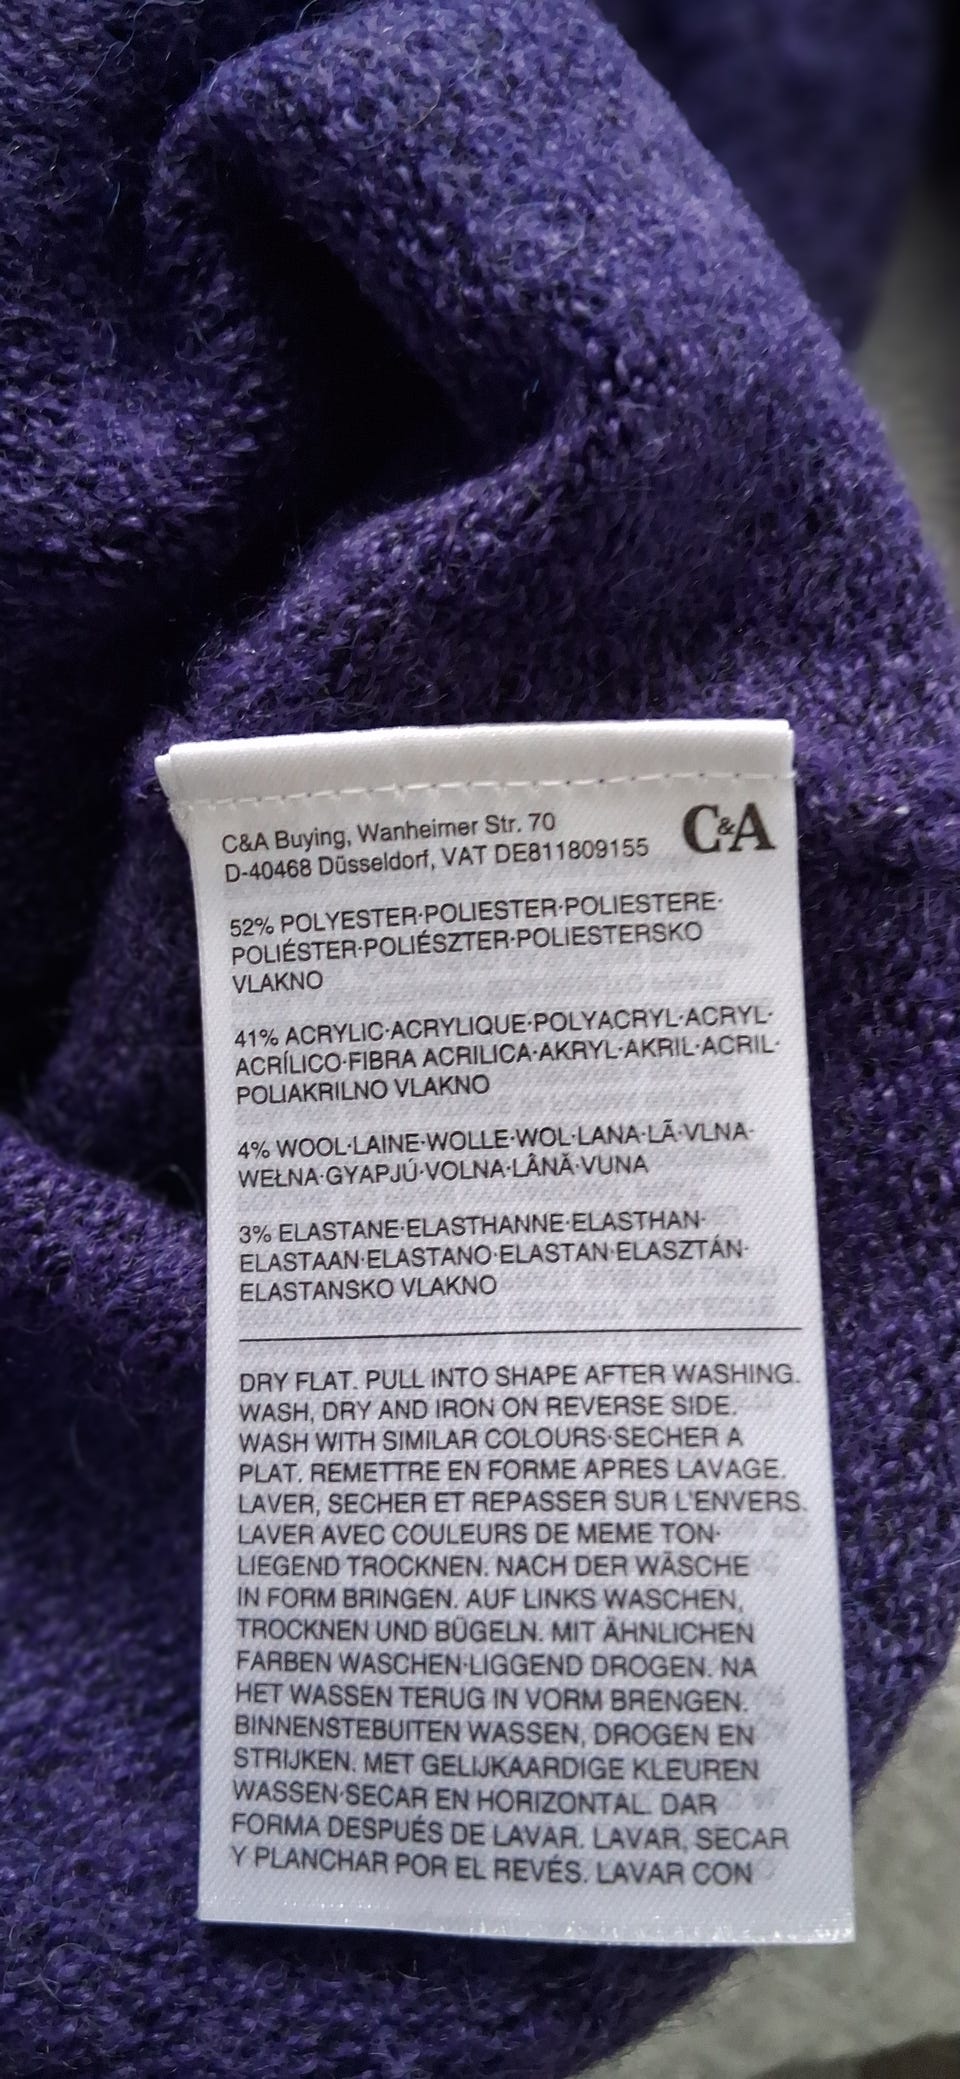 C&A Buying, Wanheimer Str. 70
D-40468 Düsseldorf, VAT DE811809155
C&A
52% POLYESTER·POLIESTER·POLIESTERE·
POLIÉSTER·POLIÉSZTER·POLIESTERSKO
VLAKNO
41% ACRYLIC·ACRYLIQUE·POLYACRYL·ACRYL·
ACRÍLICO·FIBRA ACRILICA·AKRYL·AKRIL·ACRIL·
POLIAKRILNO VLAKNO
4% WOOL·LAINE·WOLLE·WOL·LANA·LÃ·VLNA·
WEŁNA·GYAPJÚ·VOLNA·LÂNĂ·VUNA
3% ELASTANE·ELASTHANNE·ELASTHAN·
ELASTAAN·ELASTANO·ELASTAN·ELASZTÁN·
ELASTANSKO VLAKNO
DRY FLAT. PULL INTO SHAPE AFTER WASHING.
WASH, DRY AND IRON ON REVERSE SIDE.
WASH WITH SIMILAR COLOURS·SECHER A
PLAT. REMETTRE EN FORME APRES LAVAGE.
LAVER, SECHER ET REPASSER SUR L'ENVERS.
LAVER AVEC COULEURS DE MEME TON·
LIEGEND TROCKNEN. NACH DER WÄSCHE
IN FORM BRINGEN. AUF LINKS WASCHEN,
TROCKNEN UND BÜGELN. MIT ÄHNLICHEN
FARBEN WASCHEN·LIGGEND DROGEN. NA
HET WASSEN TERUG IN VORM BRENGEN.
BINNENSTEBUITEN WASSEN, DROGEN EN
STRIJKEN. MET GELIJKAARDIGE KLEUREN
WASSEN·SECAR EN HORIZONTAL. DAR
FORMA DESPUÉS DE LAVAR. LAVAR, SECAR
Y PLANCHAR POR EL REVÉS. LAVAR CON